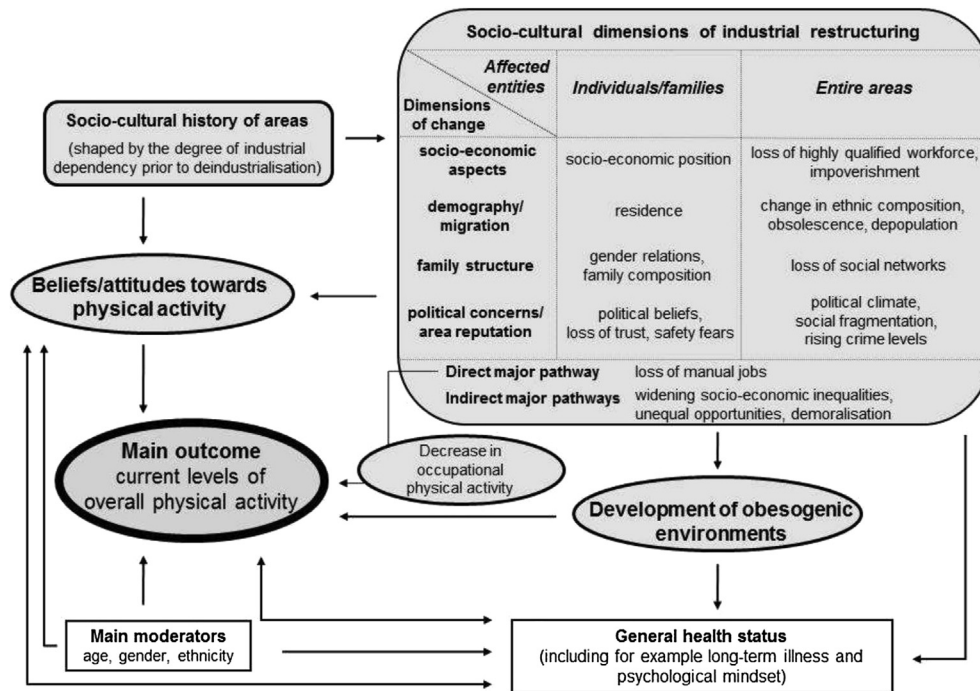 Socio-cultural dimensions of industrial restructuring
Affected
entities
Individuals/families
Entire areas
Dimensions
of change
socio-economic
aspects
socio-economic position
loss of highly qualified workforce,
impoverishment
demography/
migration
residence
change in ethnic composition,
obsolescence, depopulation
family structure
gender relations,
family composition
loss of social networks
political concerns/
area reputation
political beliefs,
loss of trust, safety fears
political climate,
social fragmentation,
rising crime levels
Direct major pathway loss of manual jobs
Indirect major pathways widening socio-economic inequalities,
unequal opportunities, demoralisation
Socio-cultural history of areas
(shaped by the degree of industrial
dependency prior to deindustrialisation)
Beliefs/attitudes towards
physical activity
Main outcome
current levels of
overall physical activity
Decrease in
occupational
physical activity
Development of obesogenic
environments
Main moderators
age, gender, ethnicity
General health status
(including for example long-term illness and
psychological mindset)